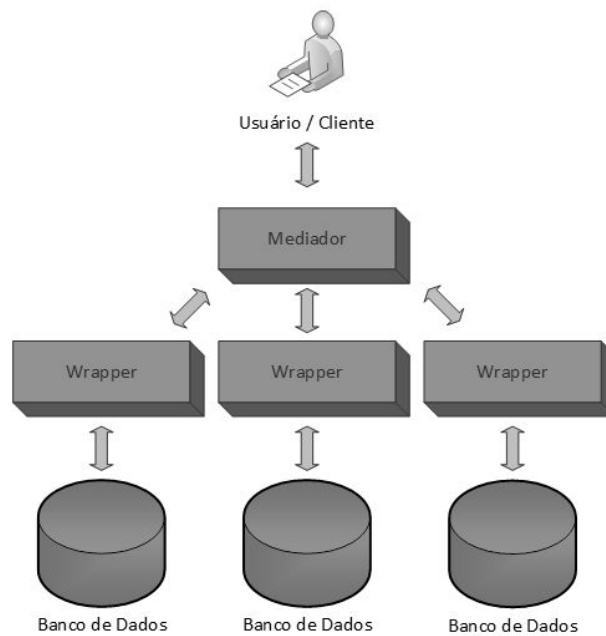 Usuário / Cliente
Mediador
Wrapper
Wrapper
Wrapper
Banco de Dados
Banco de Dados
Banco de Dados